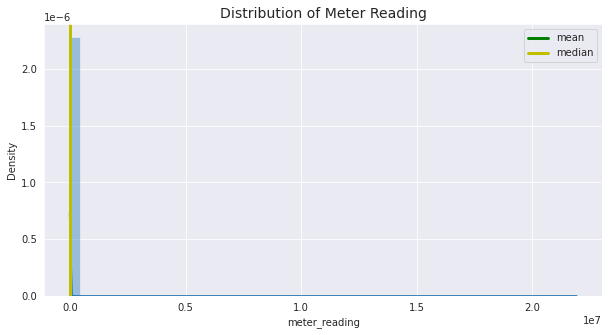 Distribution of Meter Reading
1e−6
mean
median
2.0
1.5
1.0
0.5
0.0
Density
0.0
0.5
1.0
1.5
2.0
1e7
meter_reading